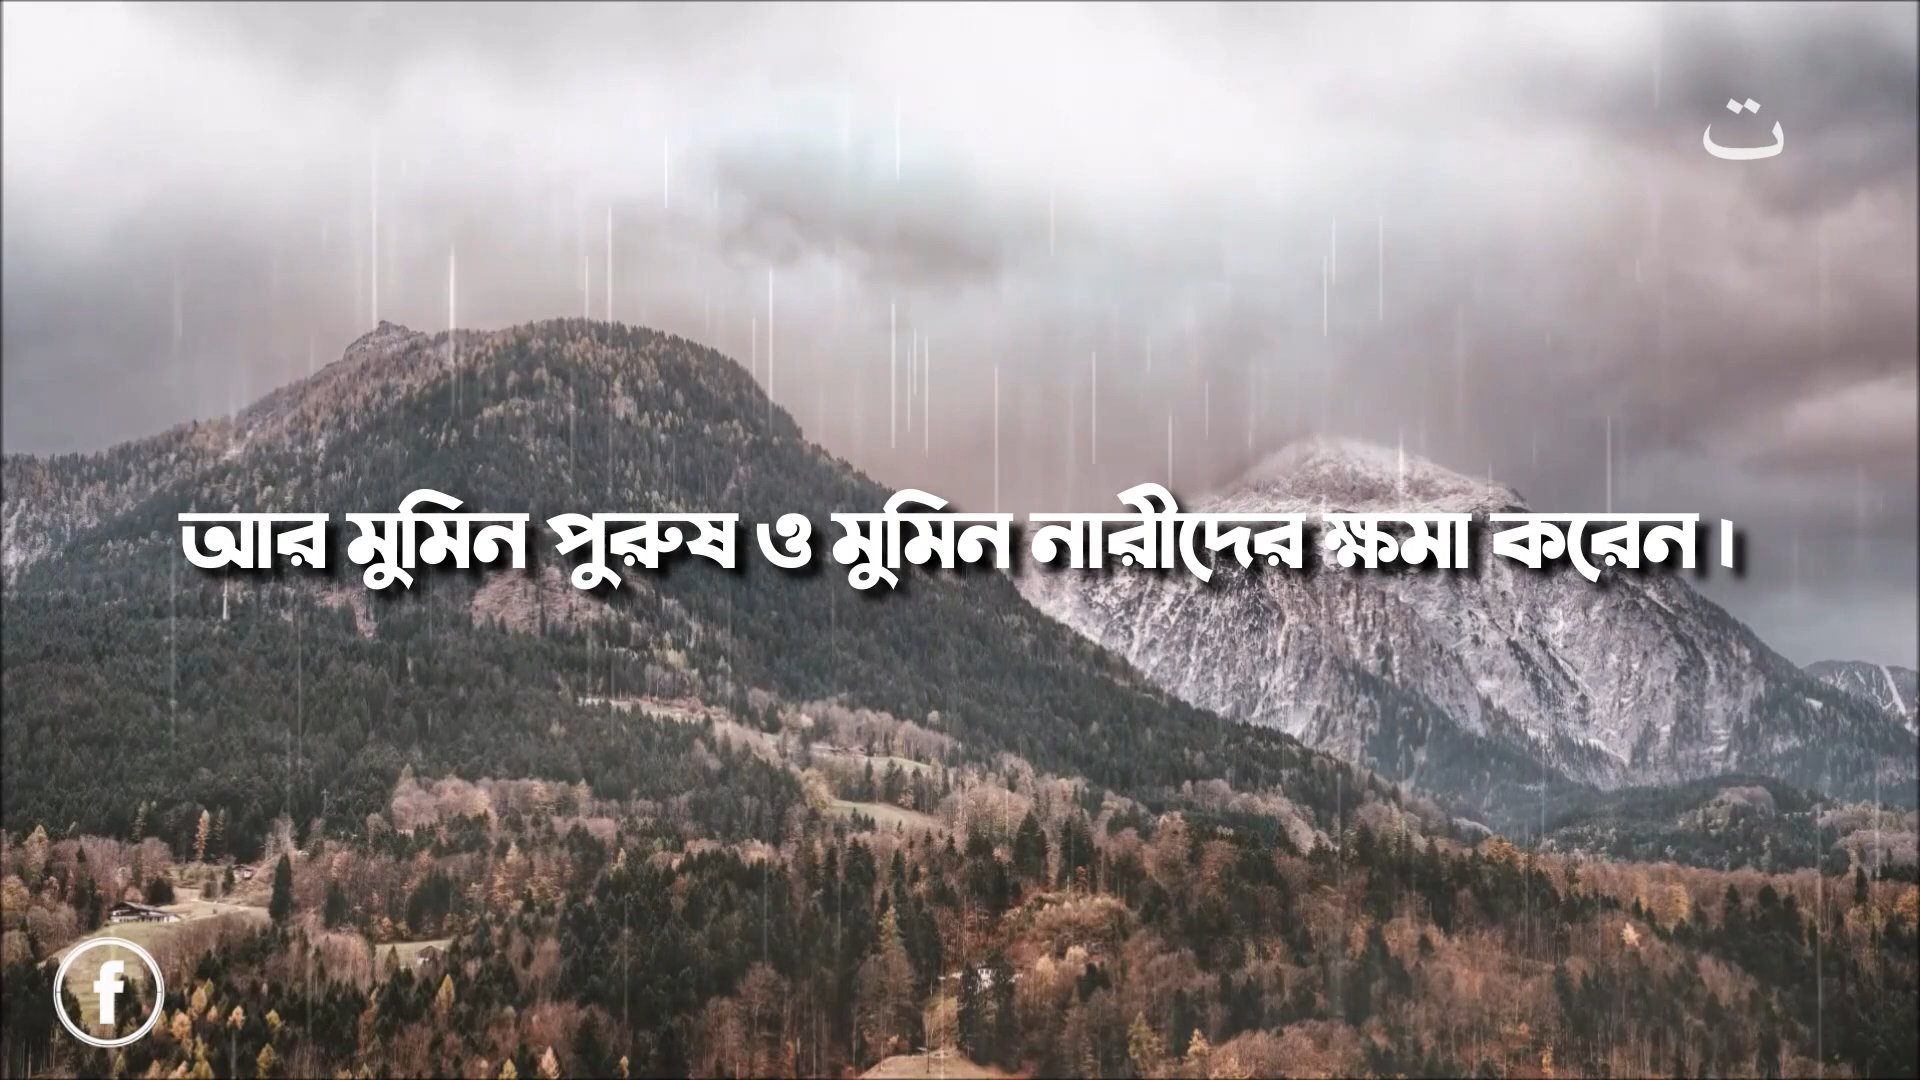 ت
আর মুমিন পুরুষ ও মুমিন নারীদের ক্ষমা করেন।
f